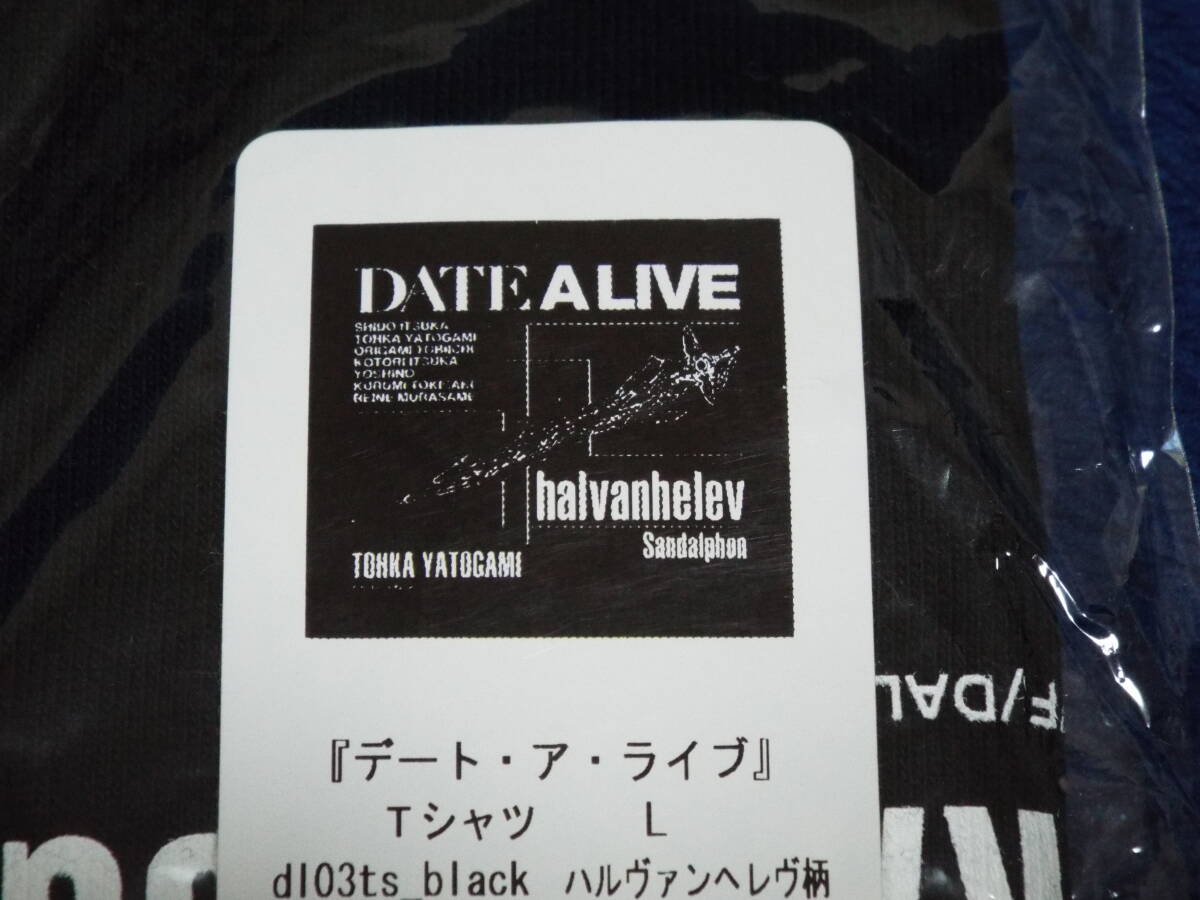 DATE A LIVE
SHIDO ITSUKA
TOHKA YATOGAMI
ORIGAMI TOBIICHI
KOTORI ITSUKA
YOSHINO
KURUMI TOKISAKI
REINE MURASAME
halvanhelev
Sandalphon
TOHKA YATOGAMI
F/DAL
『デート・ア・ライブ』
Tシャツ L
dl03ts_black ハルヴァンヘレヴ柄